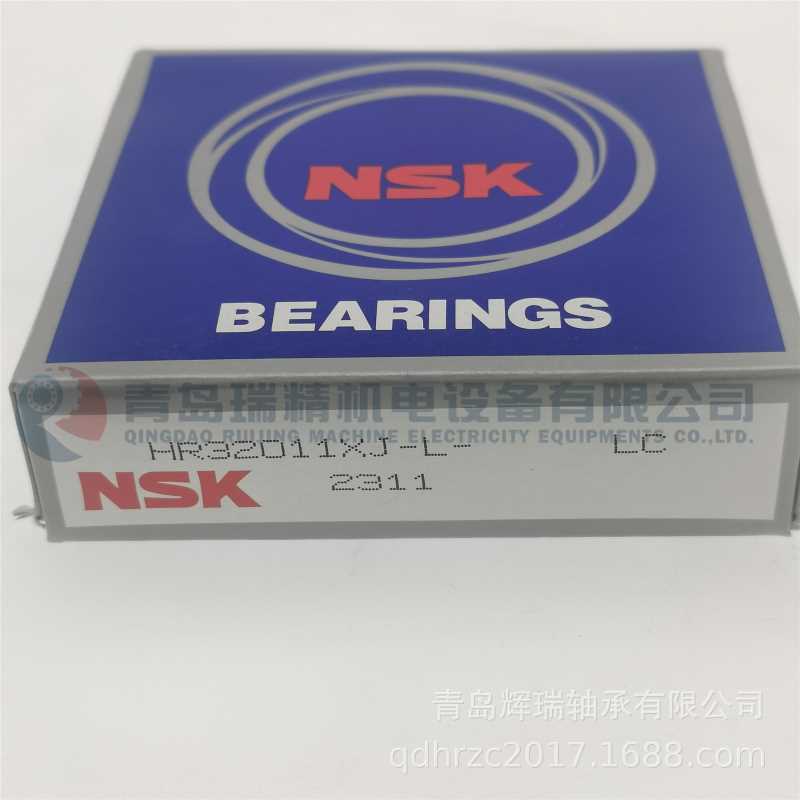 NSK
BEARINGS
青岛瑞精机电设备有限公司
QINGDAO RUIJING MACHINE ELECTRICITY EQUIPMENTS CO.,LTD.
HR32011XJ-L- LC
NSK 2311
青岛辉瑞轴承有限公司
qdhrzc2017.1688.com